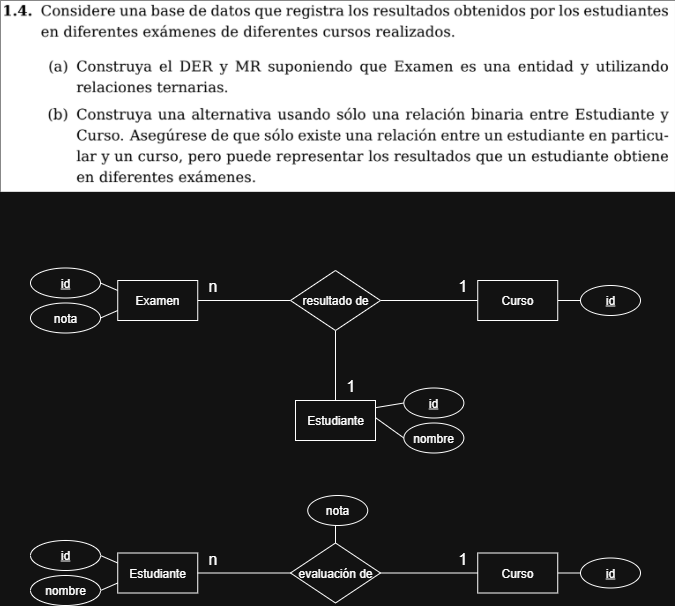 1.4. Considere una base de datos que registra los resultados obtenidos por los estudiantes
en diferentes exámenes de diferentes cursos realizados.
(a) Construya el DER y MR suponiendo que Examen es una entidad y utilizando
relaciones ternarias.
(b) Construya una alternativa usando sólo una relación binaria entre Estudiante y
Curso. Asegúrese de que sólo existe una relación entre un estudiante en particu-
lar y un curso, pero puede representar los resultados que un estudiante obtiene
en diferentes exámenes.
id
nota
Examen
n
resultado de
1
Curso
id
1
Estudiante
id
nombre
nota
id
nombre
Estudiante
n
evaluación de
1
Curso
id